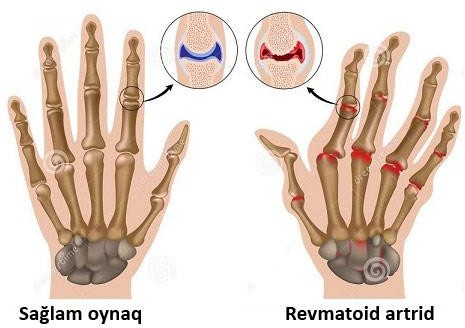 Sağlam oynaq
Revmatoid artrid